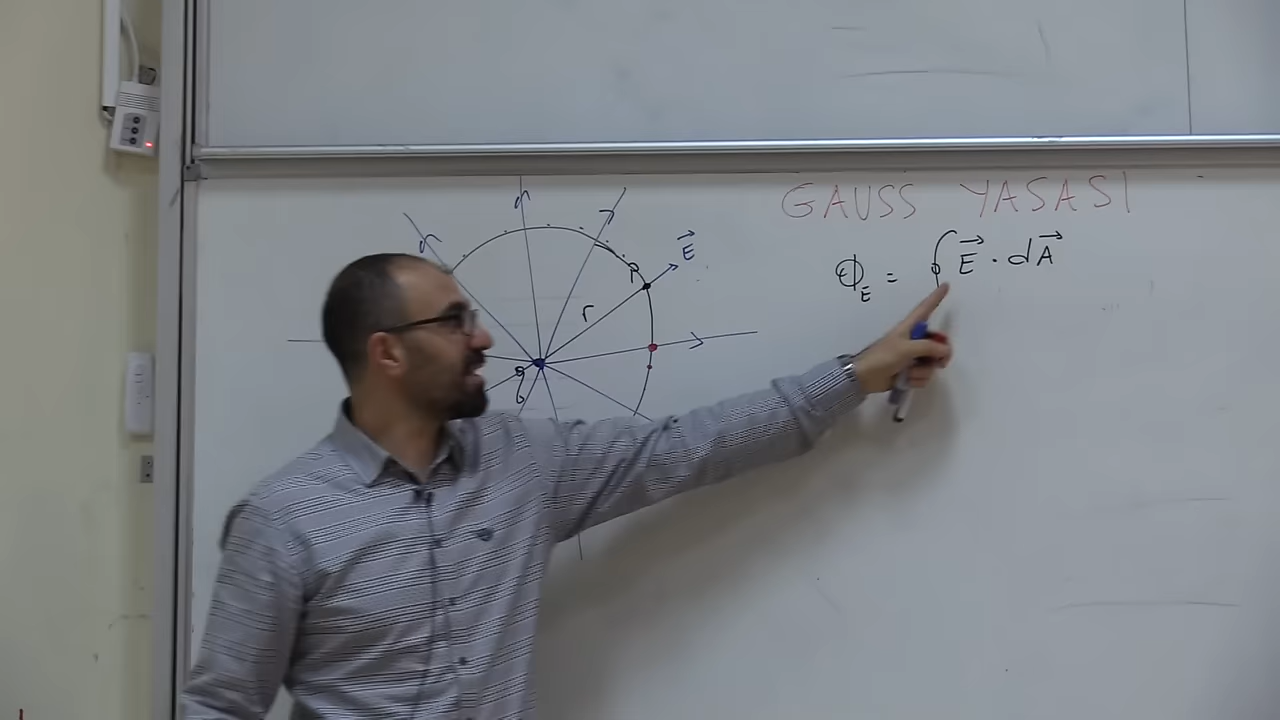 GAUSS YASASI
Φ_E = ∮ E⃗ · dA⃗
E⃗
P
r
q